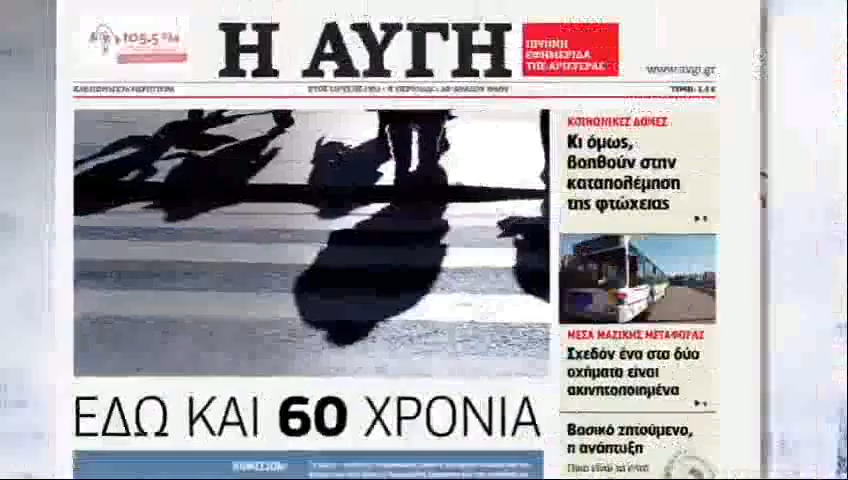 105.5 FM
Η ΑΥΓΗ
ΠΡΩΙΝΗ
ΕΦΗΜΕΡΙΔΑ
ΤΗΣ ΑΡΙΣΤΕΡΑΣ
www.avgi.gr
ΚΟΙΝΩΝΙΚΕΣ ΔΟΜΕΣ
Κι όμως,
βοηθούν στην
καταπολέμηση
της φτώχειας
ΜΕΣΑ ΜΑΖΙΚΗΣ ΜΕΤΑΦΟΡΑΣ
Σχεδόν ένα στα δύο
οχήματα είναι
ακινητοποιημένα
ΕΔΩ ΚΑΙ 60 ΧΡΟΝΙΑ
Βασικό ζητούμενο,
η ανάπτυξη